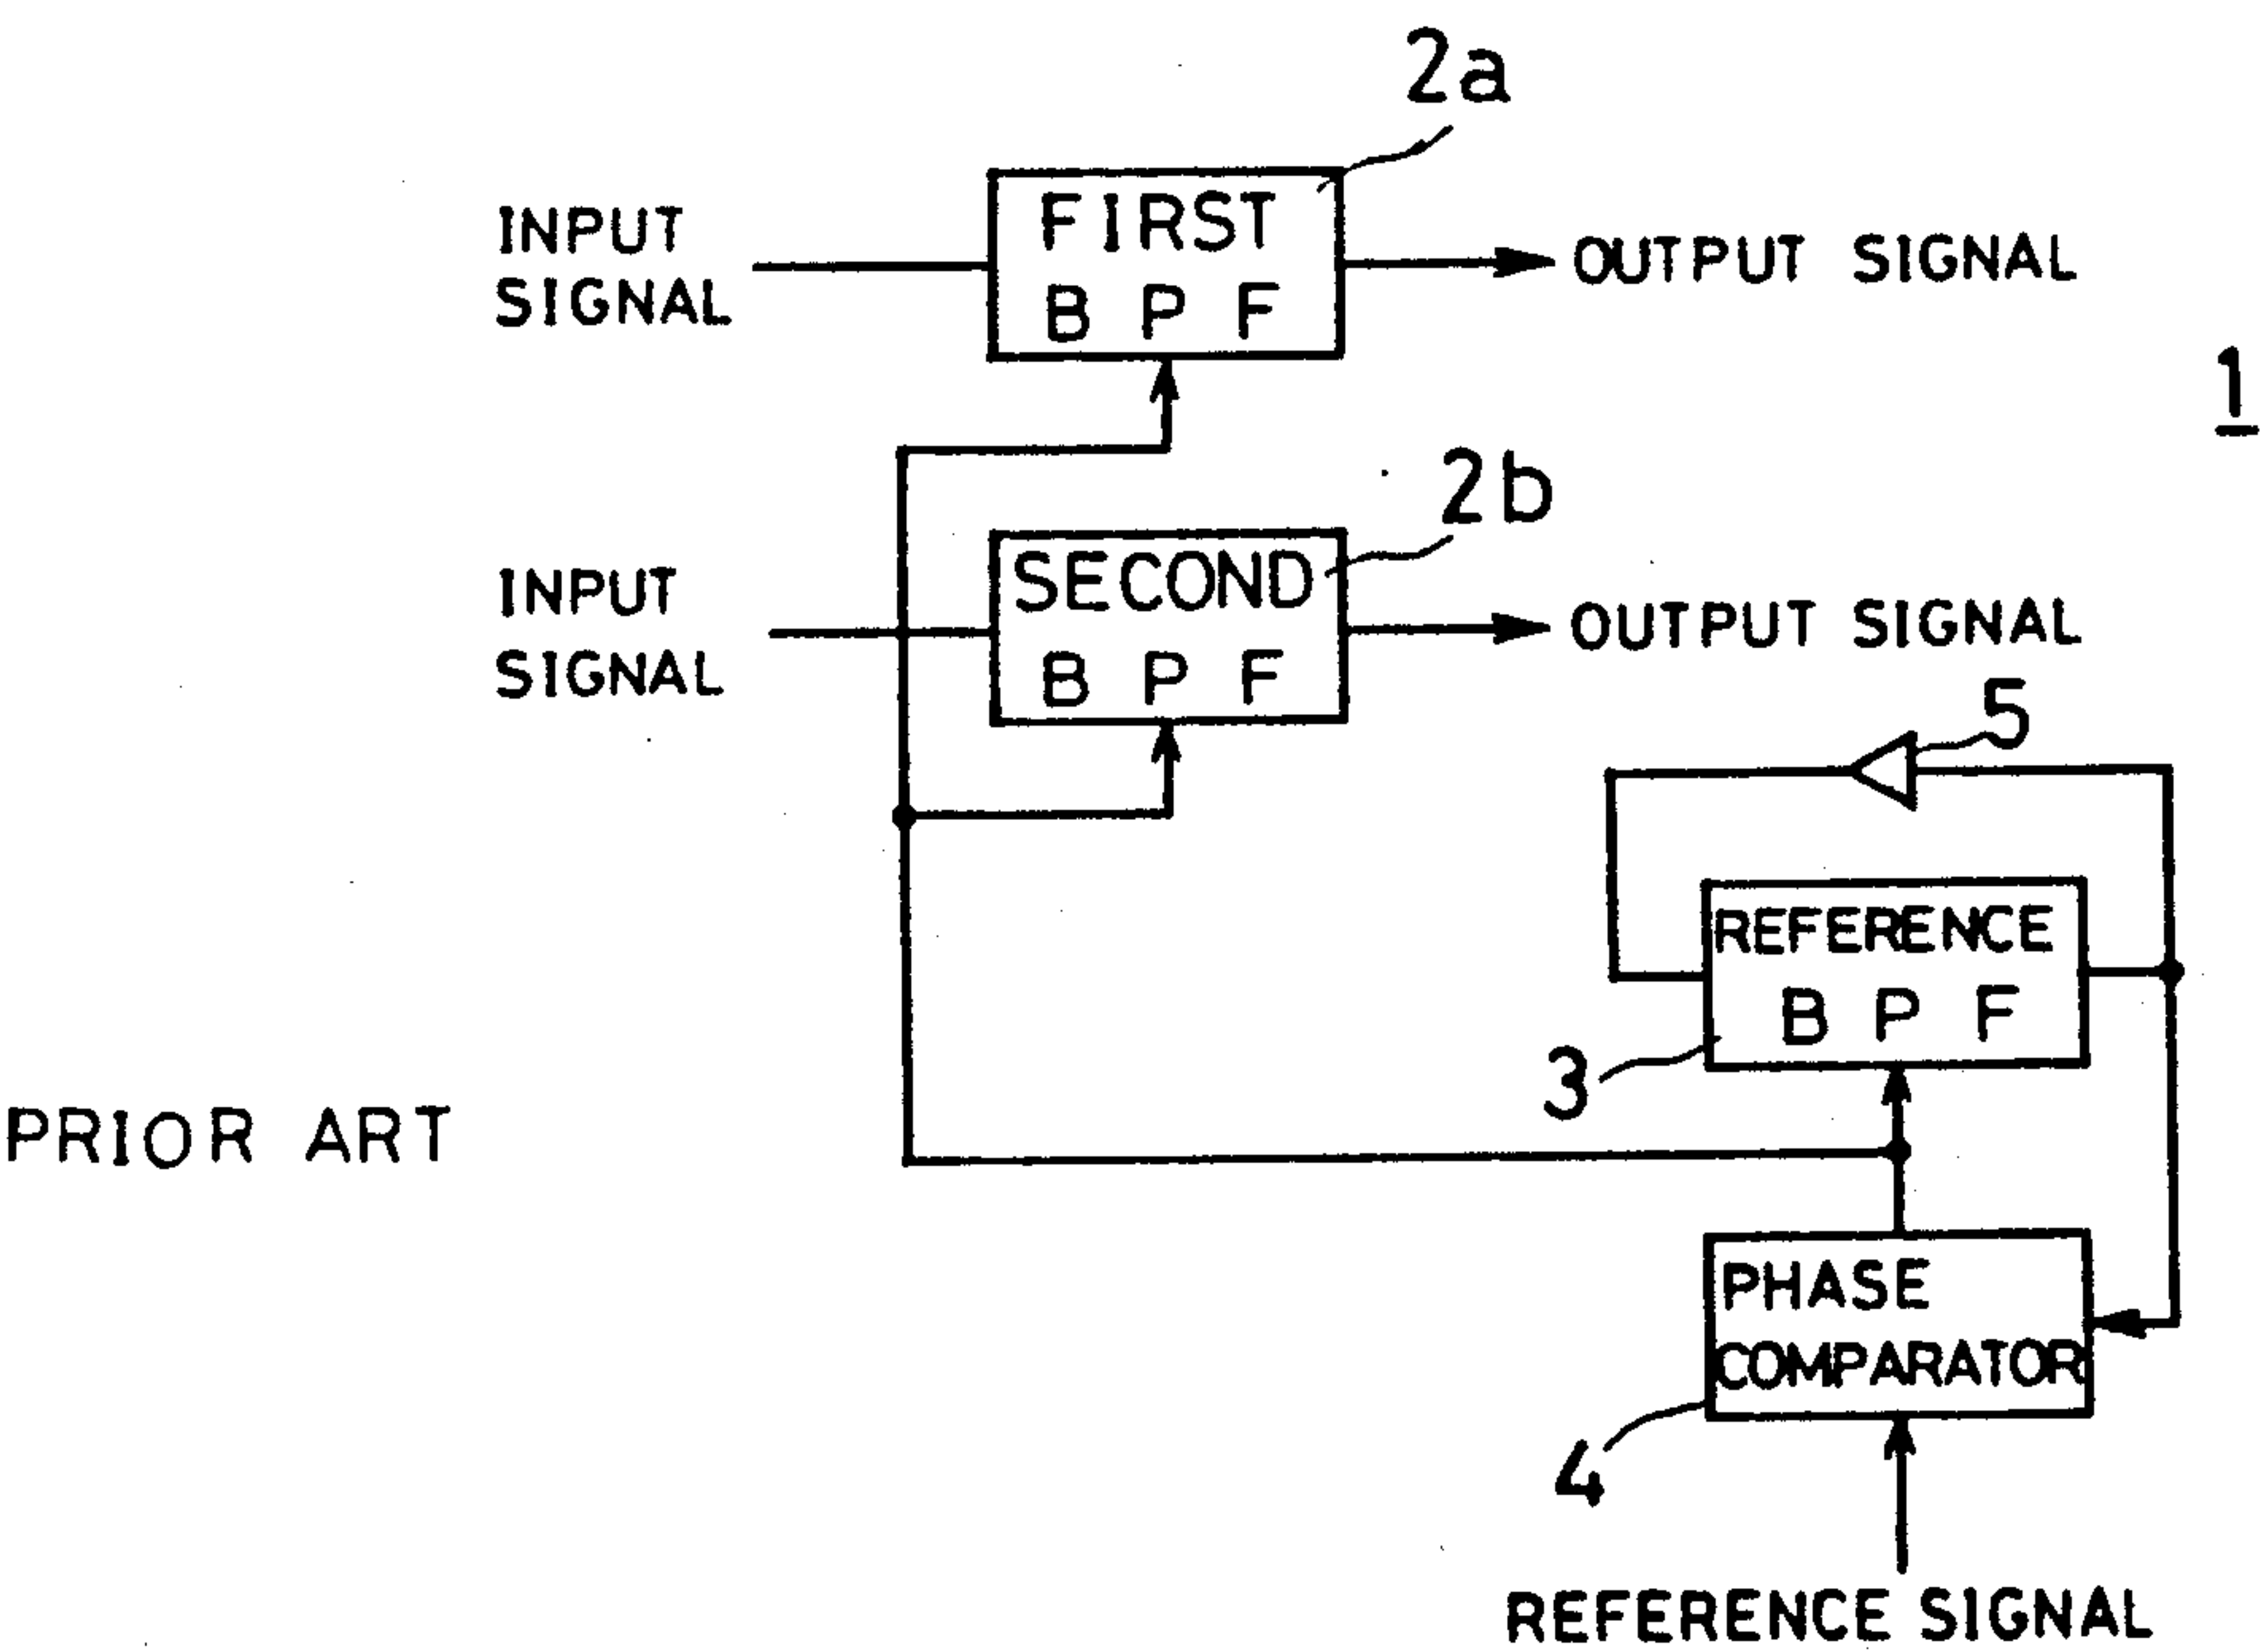 2a
FIRST
B P F
INPUT
SIGNAL
OUTPUT SIGNAL
1
2b
SECOND
B P F
INPUT
SIGNAL
OUTPUT SIGNAL
5
REFERENCE
B P F
3
PRIOR ART
PHASE
COMPARATOR
4
REFERENCE SIGNAL